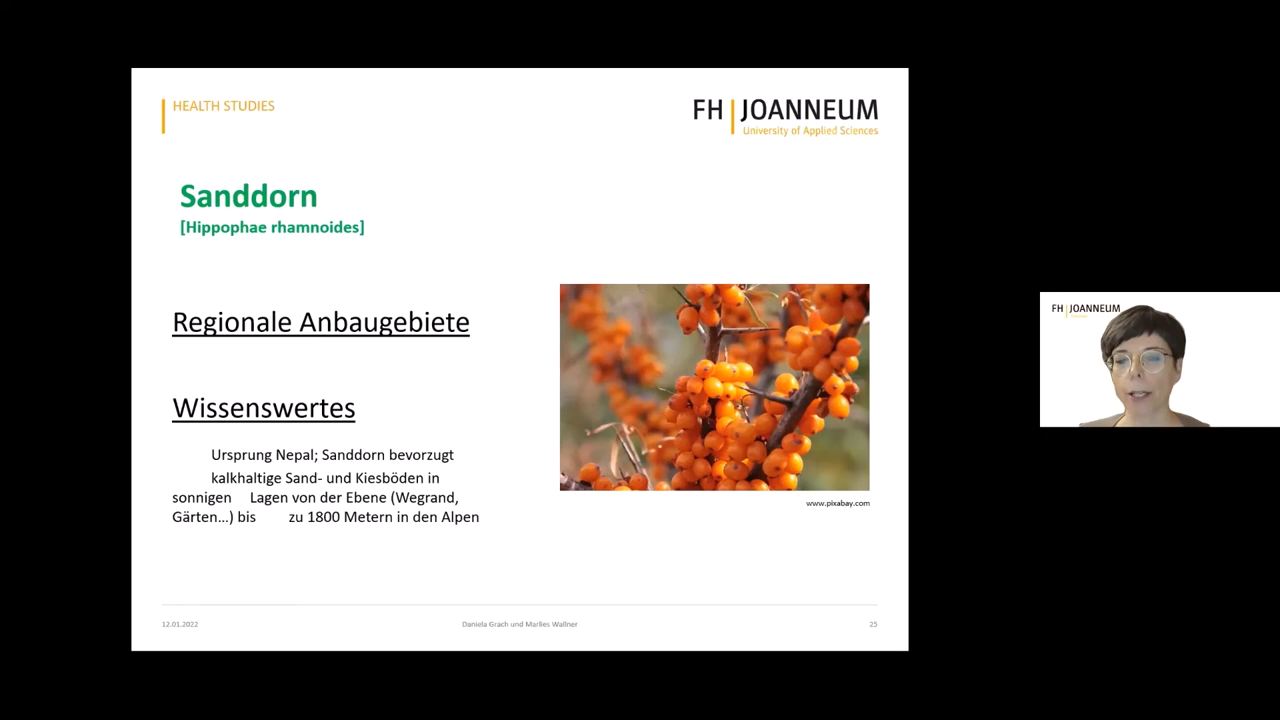 HEALTH STUDIES
FH | JOANNEUM
University of Applied Sciences
Sanddorn
[Hippophae rhamnoides]
Regionale Anbaugebiete
Wissenswertes
Ursprung Nepal; Sanddorn bevorzugt
kalkhaltige Sand- und Kiesböden in
sonnigen Lagen von der Ebene (Wegrand,
Gärten...) bis zu 1800 Metern in den Alpen
www.pixabay.com
12.01.2022
Daniela Grach und Marlies Wallner
25
FH | JOANNEUM